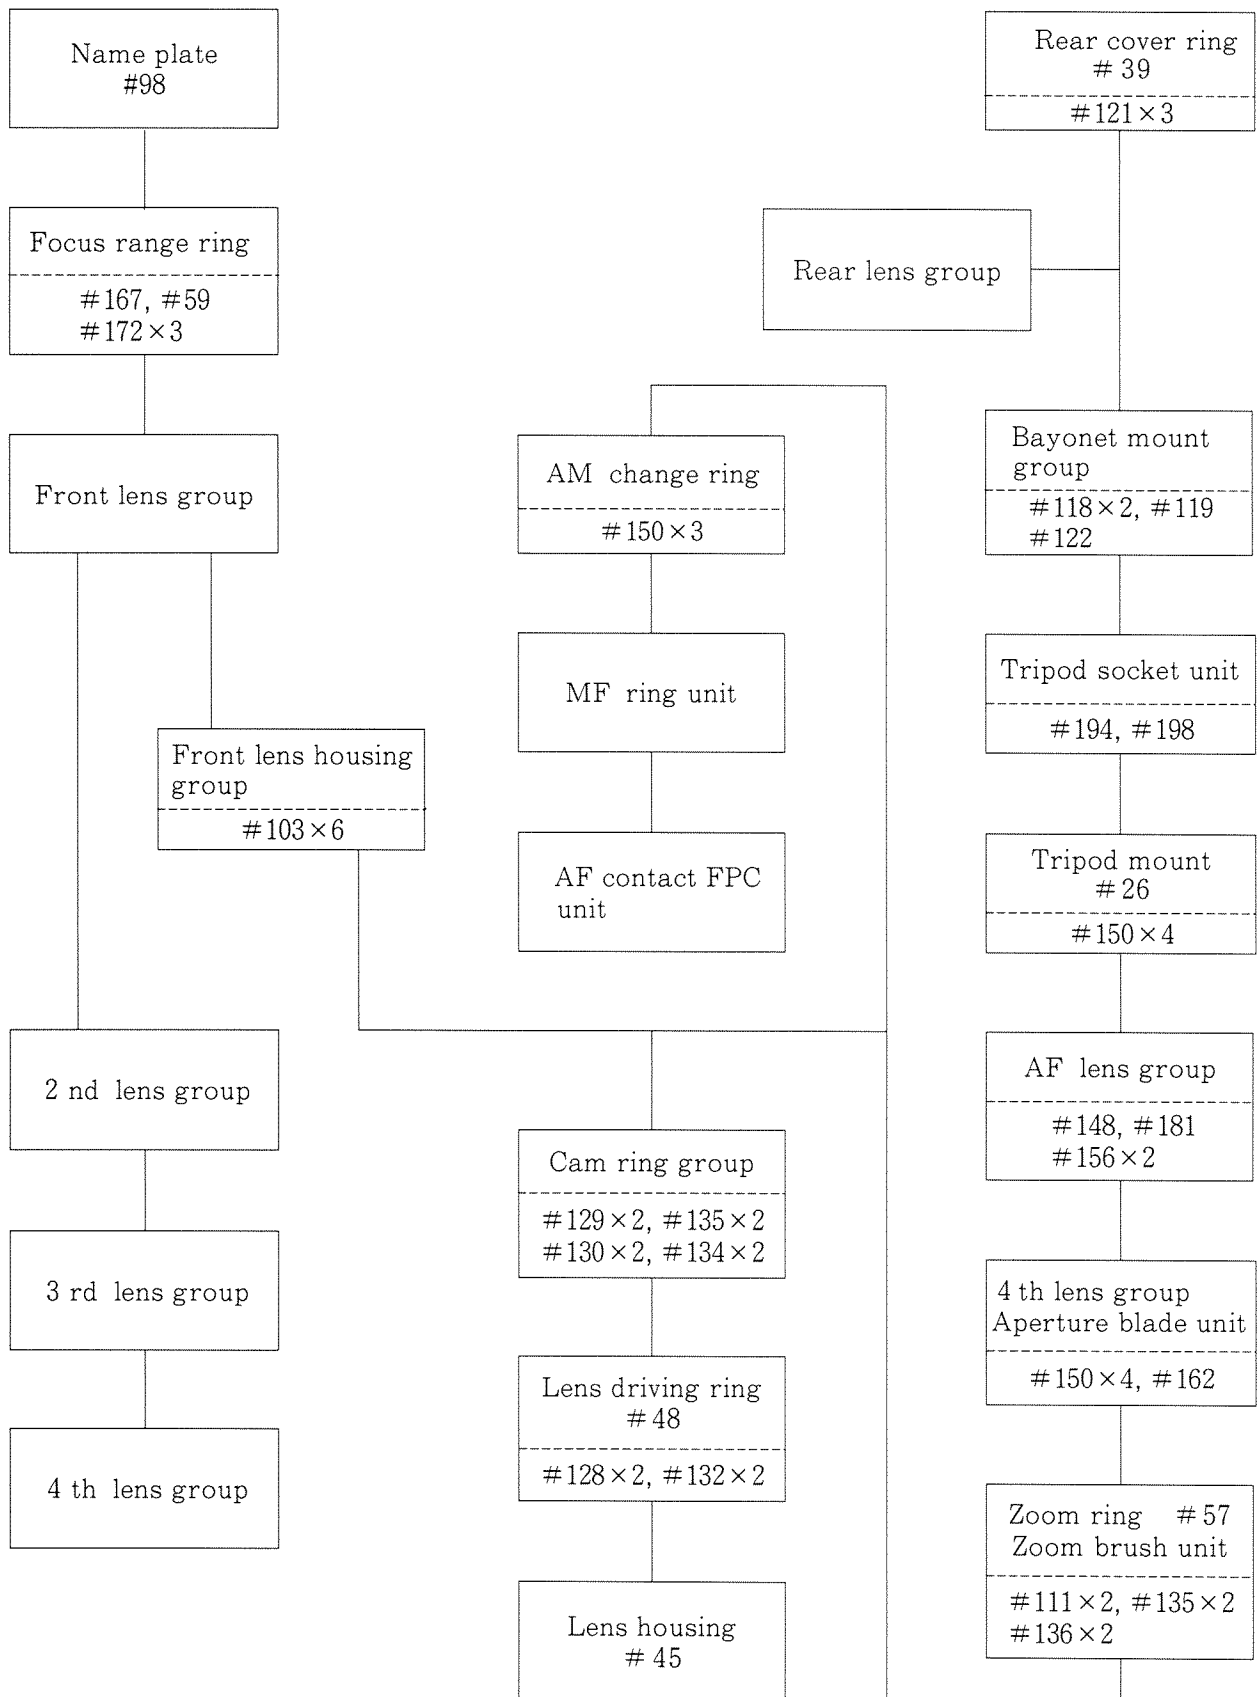 Name plate
#98
Focus range ring
#167, #59
#172×3
Front lens group
Front lens housing
group
#103×6
2 nd lens group
3 rd lens group
4 th lens group
AM change ring
#150×3
MF ring unit
AF contact FPC
unit
Cam ring group
#129×2, #135×2
#130×2, #134×2
Lens driving ring
#48
#128×2, #132×2
Lens housing
#45
Rear cover ring
#39
#121×3
Rear lens group
Bayonet mount
group
#118×2, #119
#122
Tripod socket unit
#194, #198
Tripod mount
#26
#150×4
AF lens group
#148, #181
#156×2
4 th lens group
Aperture blade unit
#150×4, #162
Zoom ring #57
Zoom brush unit
#111×2, #135×2
#136×2